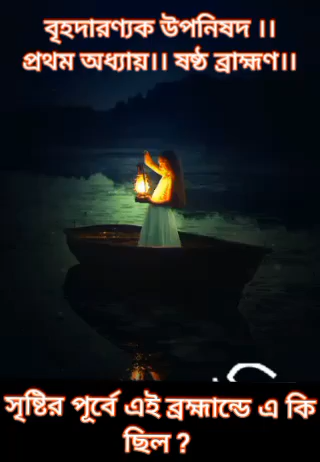 বৃহদারণ্যক উপনিষদ ।।
প্রথম অধ্যায়।। ষষ্ঠ ব্রাহ্মণ।।
সৃষ্টির পূর্বে এই ব্রহ্মান্ডে এ কি
ছিল ?